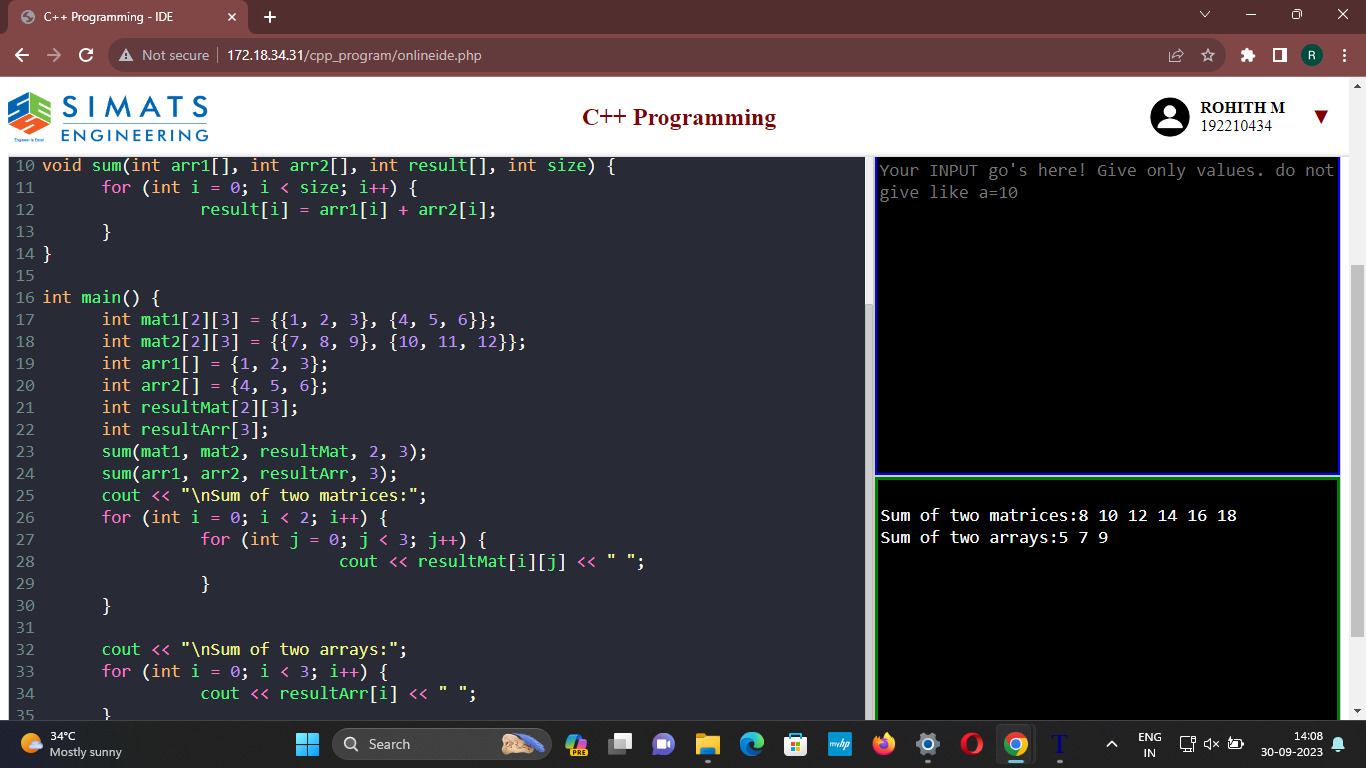 C++ Programming - IDE
Not secure 172.18.34.31/cpp_program/onlineide.php
R
SIMATS
ENGINEERING
Engineer to Excel
C++ Programming
ROHITH M
192210434
10 void sum(int arr1[], int arr2[], int result[], int size) {
11 for (int i = 0; i < size; i++) {
12 result[i] = arr1[i] + arr2[i];
13 }
14 }
15
16 int main() {
17 int mat1[2][3] = {{1, 2, 3}, {4, 5, 6}};
18 int mat2[2][3] = {{7, 8, 9}, {10, 11, 12}};
19 int arr1[] = {1, 2, 3};
20 int arr2[] = {4, 5, 6};
21 int resultMat[2][3];
22 int resultArr[3];
23 sum(mat1, mat2, resultMat, 2, 3);
24 sum(arr1, arr2, resultArr, 3);
25 cout << "\nSum of two matrices:";
26 for (int i = 0; i < 2; i++) {
27 for (int j = 0; j < 3; j++) {
28 cout << resultMat[i][j] << " ";
29 }
30 }
31
32 cout << "\nSum of two arrays:";
33 for (int i = 0; i < 3; i++) {
34 cout << resultArr[i] << " ";
35 }
Your INPUT go's here! Give only values. do not
give like a=10
Sum of two matrices:8 10 12 14 16 18
Sum of two arrays:5 7 9
34°C
Mostly sunny
Search
PRE
myhp
T
ENG
IN
14:08
30-09-2023